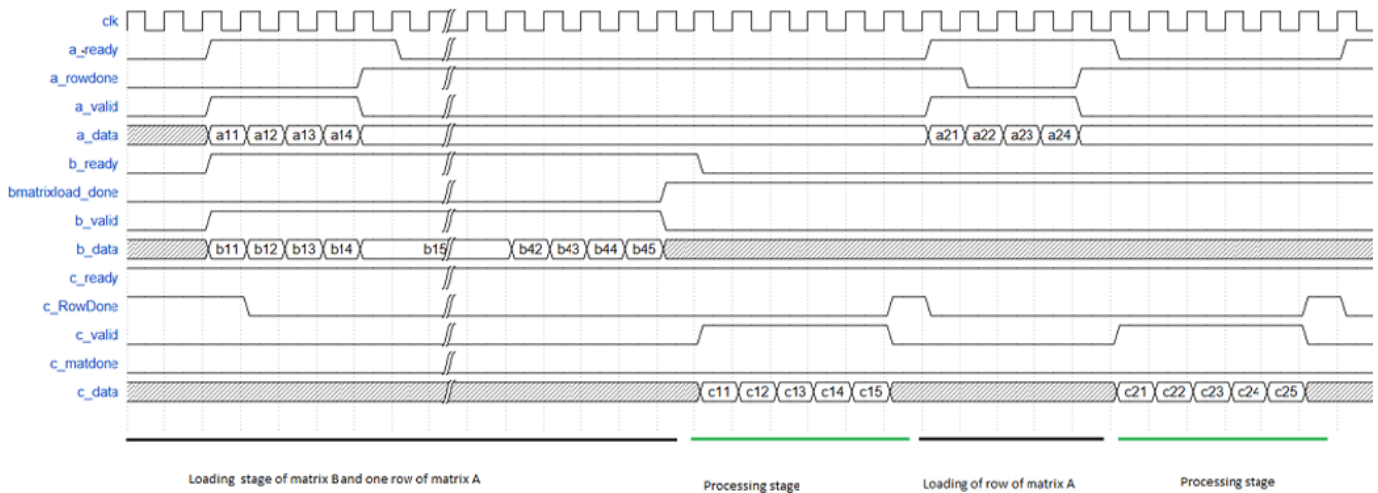 clk
a_ready
a_rowdone
a_valid
a_data a11 a12 a13 a14 a21 a22 a23 a24
b_ready
bmatrixload_done
b_valid
b_data b11 b12 b13 b14 b15 b42 b43 b44 b45
c_ready
c_RowDone
c_valid
c_matdone
c_data c11 c12 c13 c14 c15 c21 c22 c23 c24 c25
Loading stage of matrix B and one row of matrix A Processing stage Loading of row of matrix A Processing stage